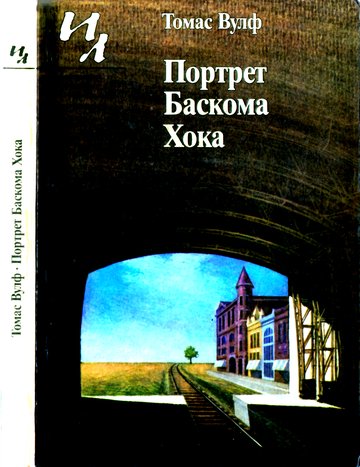 ИЛ
Томас Вулф
Портрет
Баскома
Хока
ИЛ
Томас Вулф · Портрет Баскома Хока